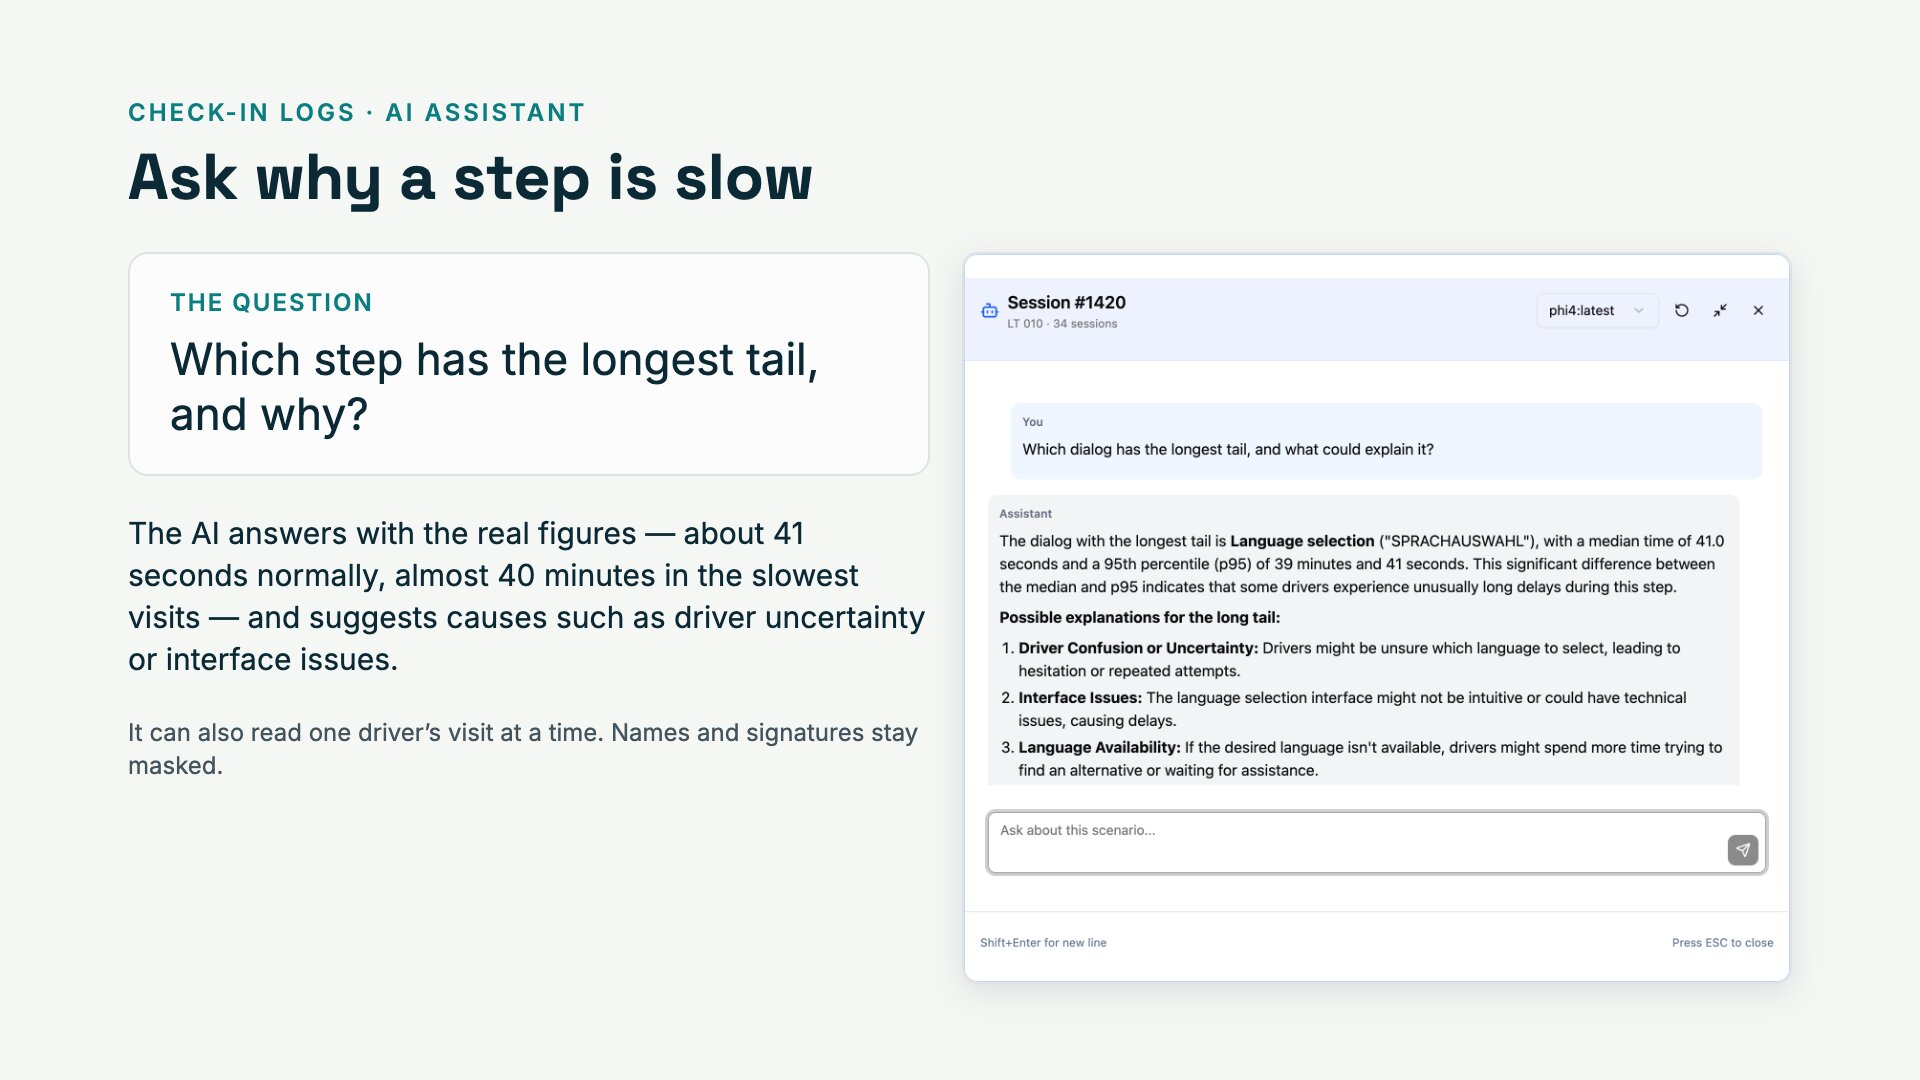 CHECK-IN LOGS · AI ASSISTANT
Ask why a step is slow
THE QUESTION
Which step has the longest tail,
and why?
The AI answers with the real figures — about 41
seconds normally, almost 40 minutes in the slowest
visits — and suggests causes such as driver uncertainty
or interface issues.
It can also read one driver’s visit at a time. Names and signatures stay
masked.
Session #1420
LT 010 · 34 sessions
phi4:latest
You
Which dialog has the longest tail, and what could explain it?
Assistant
The dialog with the longest tail is Language selection ("SPRACHAUSWAHL"), with a median time of 41.0
seconds and a 95th percentile (p95) of 39 minutes and 41 seconds. This significant difference between
the median and p95 indicates that some drivers experience unusually long delays during this step.
Possible explanations for the long tail:
1. Driver Confusion or Uncertainty: Drivers might be unsure which language to select, leading to
hesitation or repeated attempts.
2. Interface Issues: The language selection interface might not be intuitive or could have technical
issues, causing delays.
3. Language Availability: If the desired language isn't available, drivers might spend more time trying to
find an alternative or waiting for assistance.
Ask about this scenario...
Shift+Enter for new line
Press ESC to close